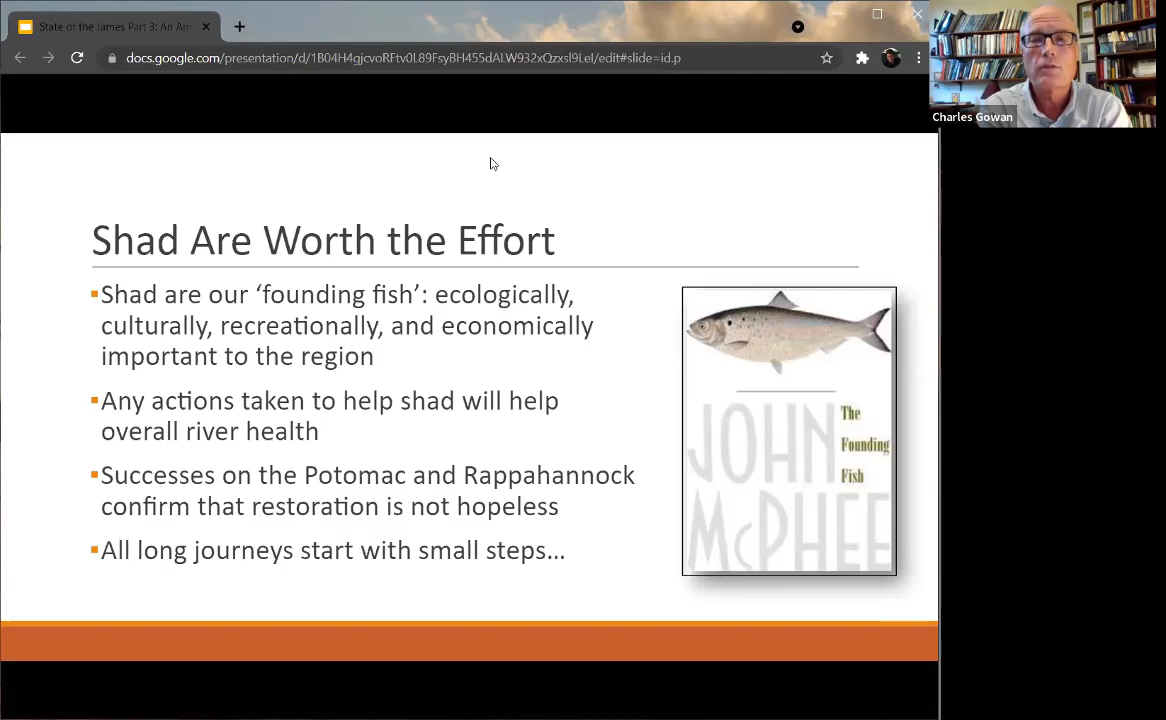 State of the James Part 3: An Am
docs.google.com/presentation/d/1B04H4gjcvoRFtv0L89FsyBH455dALW932xQzxsl9LeI/edit#slide=id.p
Charles Gowan
Shad Are Worth the Effort
Shad are our ‘founding fish’: ecologically,
culturally, recreationally, and economically
important to the region
Any actions taken to help shad will help
overall river health
Successes on the Potomac and Rappahannock
confirm that restoration is not hopeless
All long journeys start with small steps…
JOHN
McPHEE
The
Founding
Fish